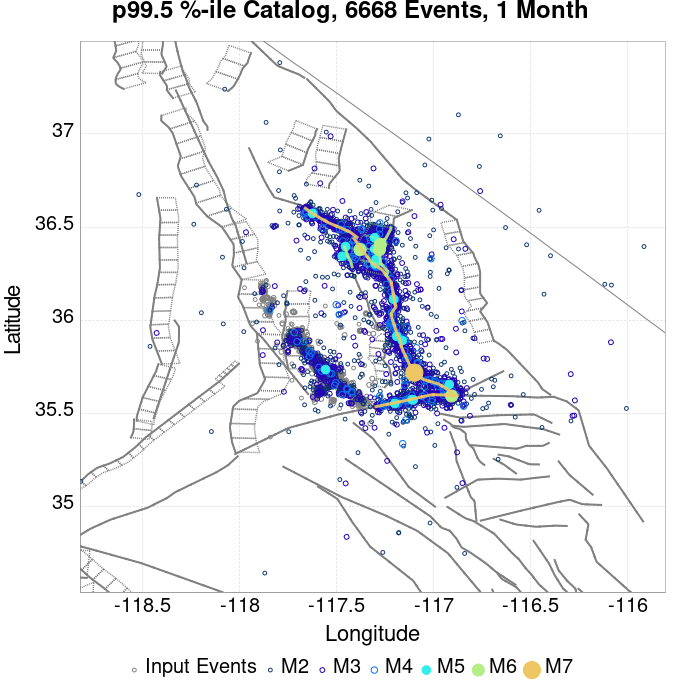 p99.5 %-ile Catalog, 6668 Events, 1 Month
37
36.5
36
35.5
35
Latitude
-118.5 -118 -117.5 -117 -116.5 -116
Longitude
Input Events M2 M3 M4 M5 M6 M7